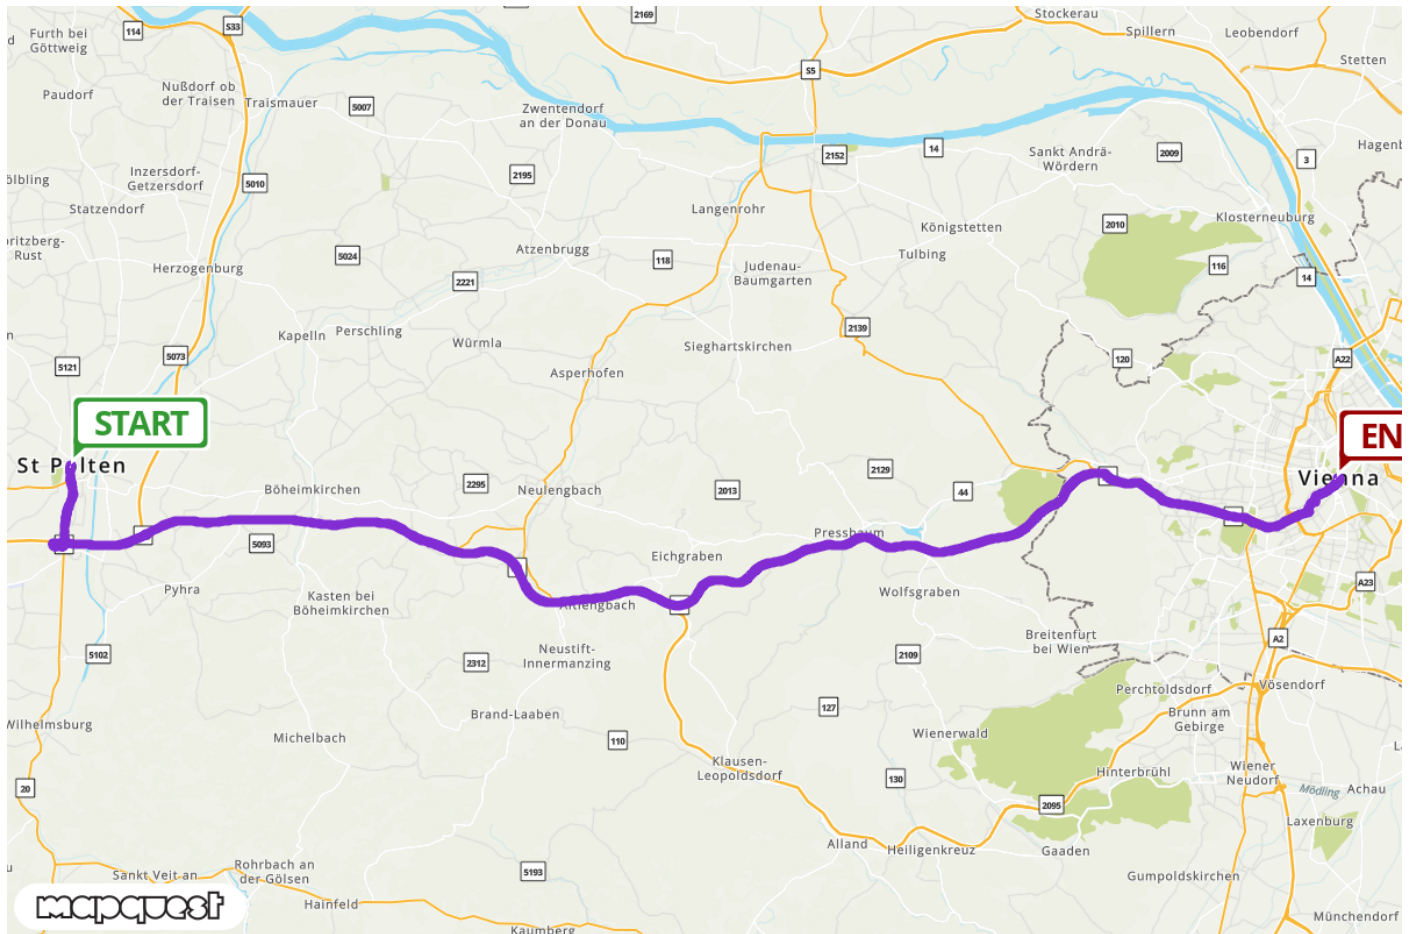 2169
Stockerau
114
S33
Furth bei
Göttweig
Spillern
Leobendorf
Stetten
S5
Paudorf
Nußdorf ob
der Traisen
Traismauer
5007
Zwentendorf
an der Donau
2152
14
Sankt Andrä-
Wördern
2009
3
Hagenb
ölbling
Inzersdorf-
Getzersdorf
5010
2195
Statzendorf
Langenrohr
Königstetten
2010
Klosterneuburg
oritzberg-
Rust
5024
Atzenbrugg
118
Tulbing
116
14
Herzogenburg
2221
Judenau-
Baumgarten
n
Kapelln
Perschling
Würmla
2139
Sieghartskirchen
5073
5121
120
A22
Asperhofen
START
EN
St P lten
2295
Böheimkirchen
Neulengbach
2013
2129
44
Vienna
5093
Pressbaum
Eichgraben
Pyhra
Kasten bei
Böheimkirchen
Altlengbach
Wolfsgraben
A23
5102
2312
Neustift-
Innermanzing
2109
Breitenfurt
bei Wien
A2
Perchtoldsdorf
Vösendorf
Wilhelmsburg
Brand-Laaben
127
Brunn am
Gebirge
Michelbach
110
Wienerwald
L
20
Klausen-
Leopoldsdorf
130
Hinterbrühl
Wiener
Neudorf
Mödling
Achau
2095
Laxenburg
Alland
Heiligenkreuz
Gaaden
Sankt Veit an
Rohrbach an
der Gölsen
5193
Gumpoldskirchen
mapquest
Hainfeld
Kaumberg
Münchendorf